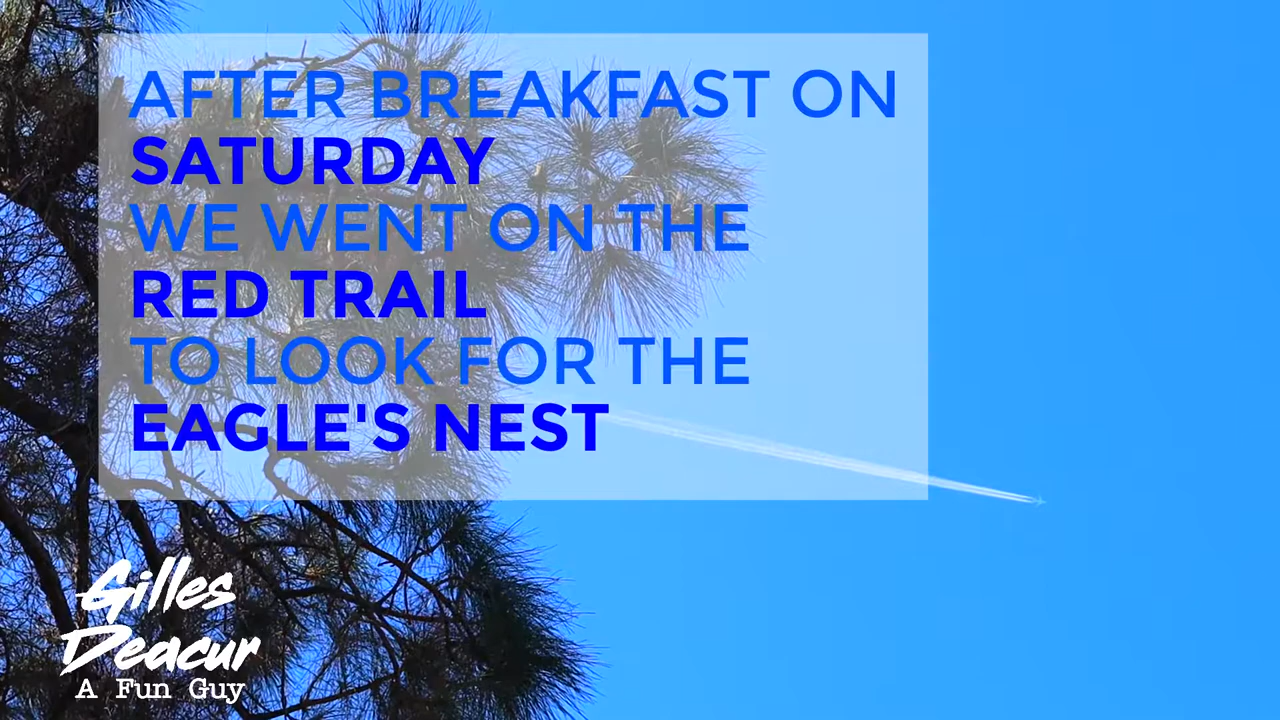 AFTER BREAKFAST ON
SATURDAY
WE WENT ON THE
RED TRAIL
TO LOOK FOR THE
EAGLE'S NEST
Gilles
Deacur
A Fun Guy